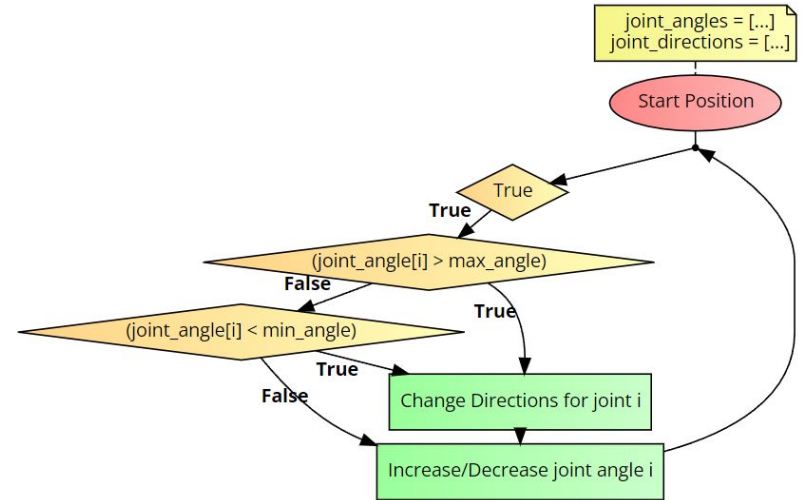 joint_angles = [...]
joint_directions = [...]
Start Position
True
True
(joint_angle[i] > max_angle)
False
True
(joint_angle[i] < min_angle)
True
False
Change Directions for joint i
Increase/Decrease joint angle i